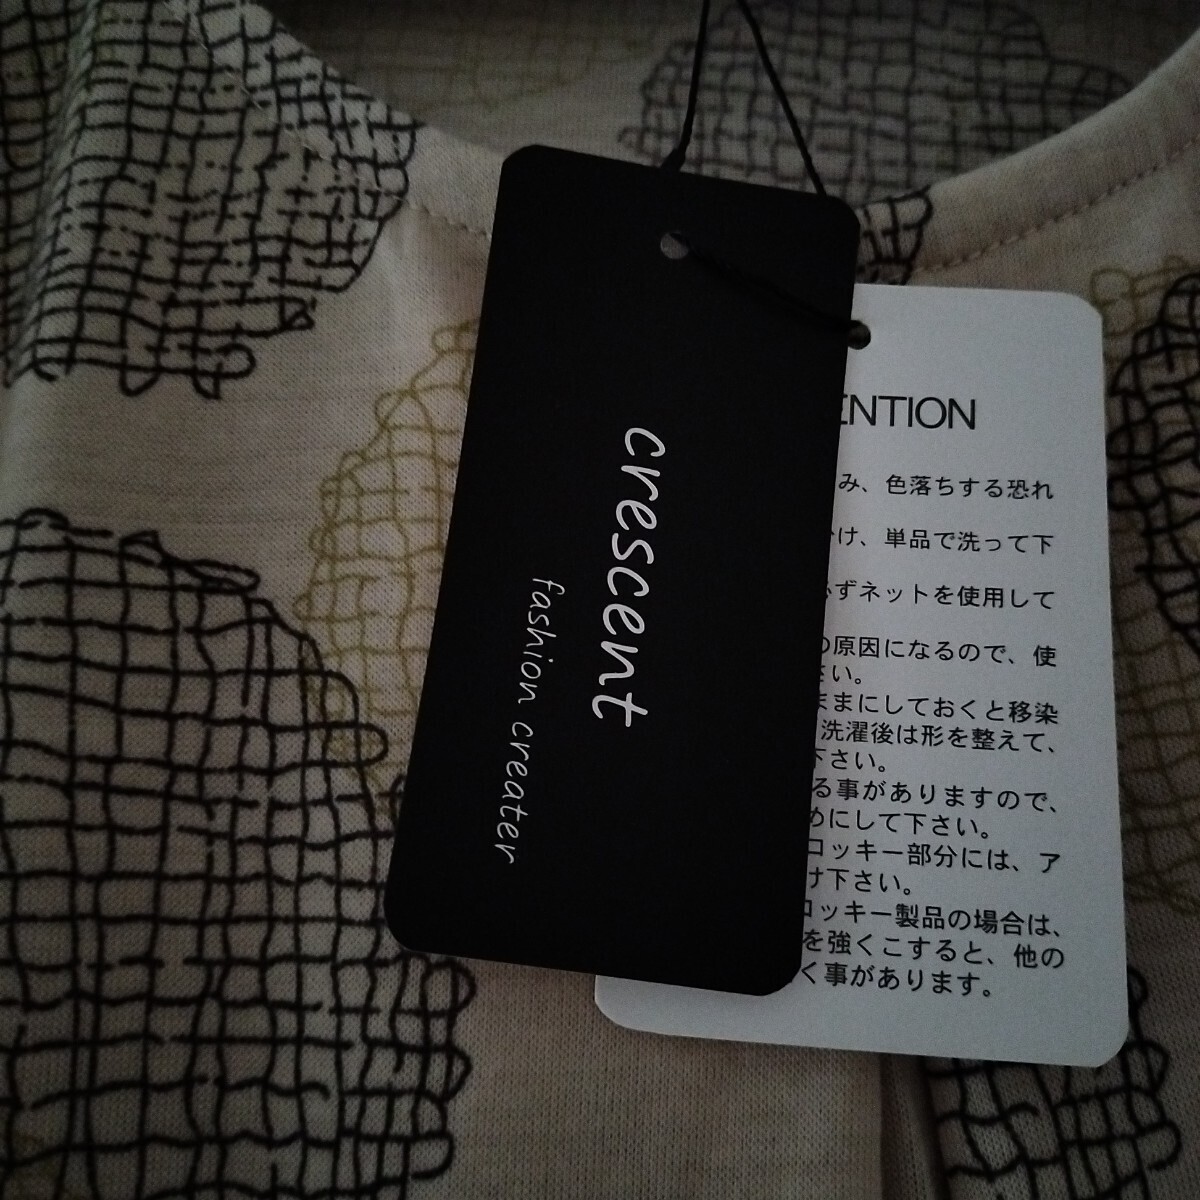 crescent
fashion creater
ENTION
み、色落ちする恐れ
け、単品で洗って下
ずネットを使用して
の原因になるので、使
さい。
ままにしておくと移染
洗濯後は形を整えて、
下さい。
る事がありますので、
めにして下さい。
ロッキー部分には、ア
け下さい。
ロッキー製品の場合は、
を強くこすると、他の
く事があります。